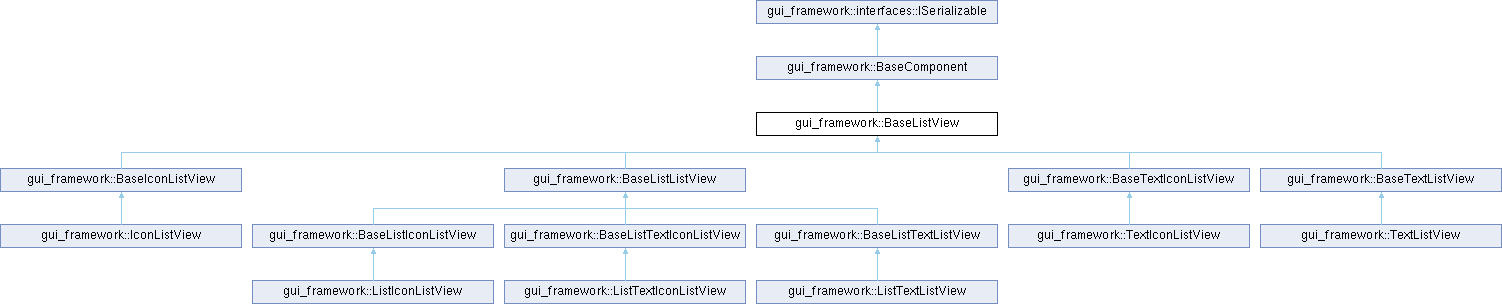 gui_framework::interfaces::ISerializable
gui_framework::BaseComponent
gui_framework::BaseListView
gui_framework::BaseIconListView
gui_framework::BaseListListView
gui_framework::BaseTextIconListView
gui_framework::BaseTextListView
gui_framework::IconListView
gui_framework::BaseListIconListView
gui_framework::BaseListTextIconListView
gui_framework::BaseListTextListView
gui_framework::TextIconListView
gui_framework::TextListView
gui_framework::ListIconListView
gui_framework::ListTextIconListView
gui_framework::ListTextListView